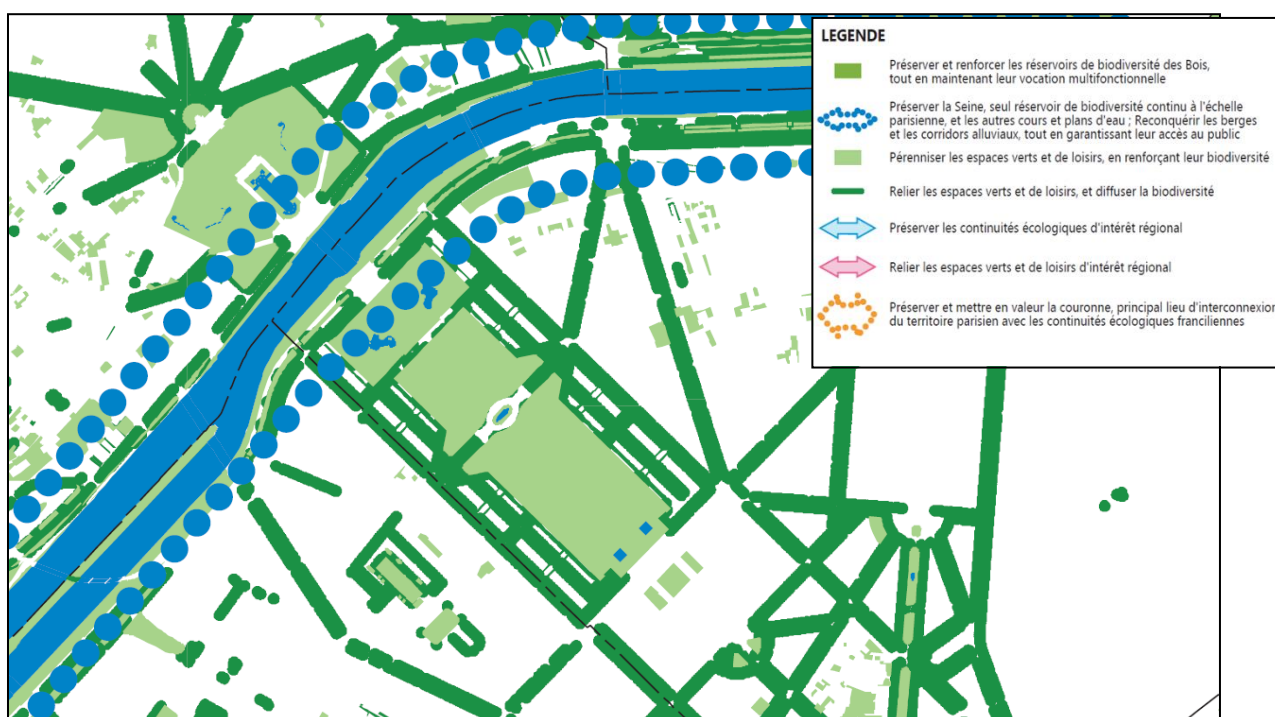 LEGENDE
Préserver et renforcer les réservoirs de biodiversité des Bois,
tout en maintenant leur vocation multifonctionnelle
Préserver la Seine, seul réservoir de biodiversité continu à l'échelle
parisienne, et les autres cours et plans d'eau ; Reconquérir les berges
et les corridors alluviaux, tout en garantissant leur accès au public
Pérenniser les espaces verts et de loisirs, en renforçant leur biodiversité
Relier les espaces verts et de loisirs, et diffuser la biodiversité
Préserver les continuités écologiques d'intérêt régional
Relier les espaces verts et de loisirs d'intérêt régional
Préserver et mettre en valeur la couronne, principal lieu d'interconnexion
du territoire parisien avec les continuités écologiques franciliennes